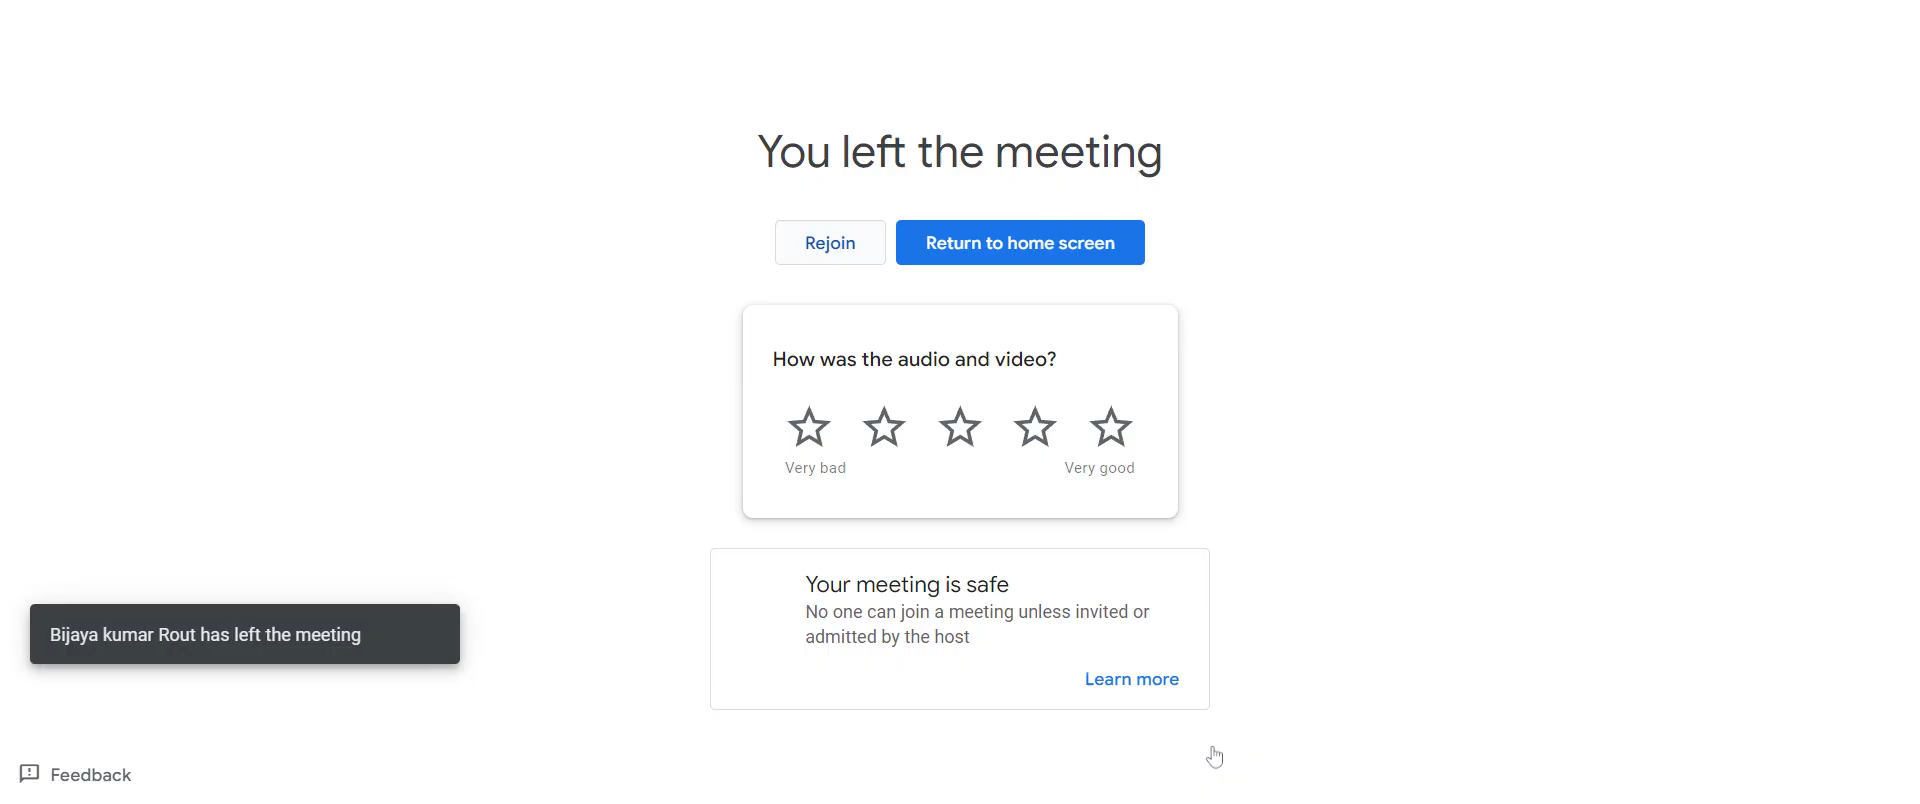 You left the meeting
Rejoin
Return to home screen
How was the audio and video?
Very bad
Very good
Your meeting is safe
No one can join a meeting unless invited or
admitted by the host
Learn more
Bijaya kumar Rout has left the meeting
Feedback